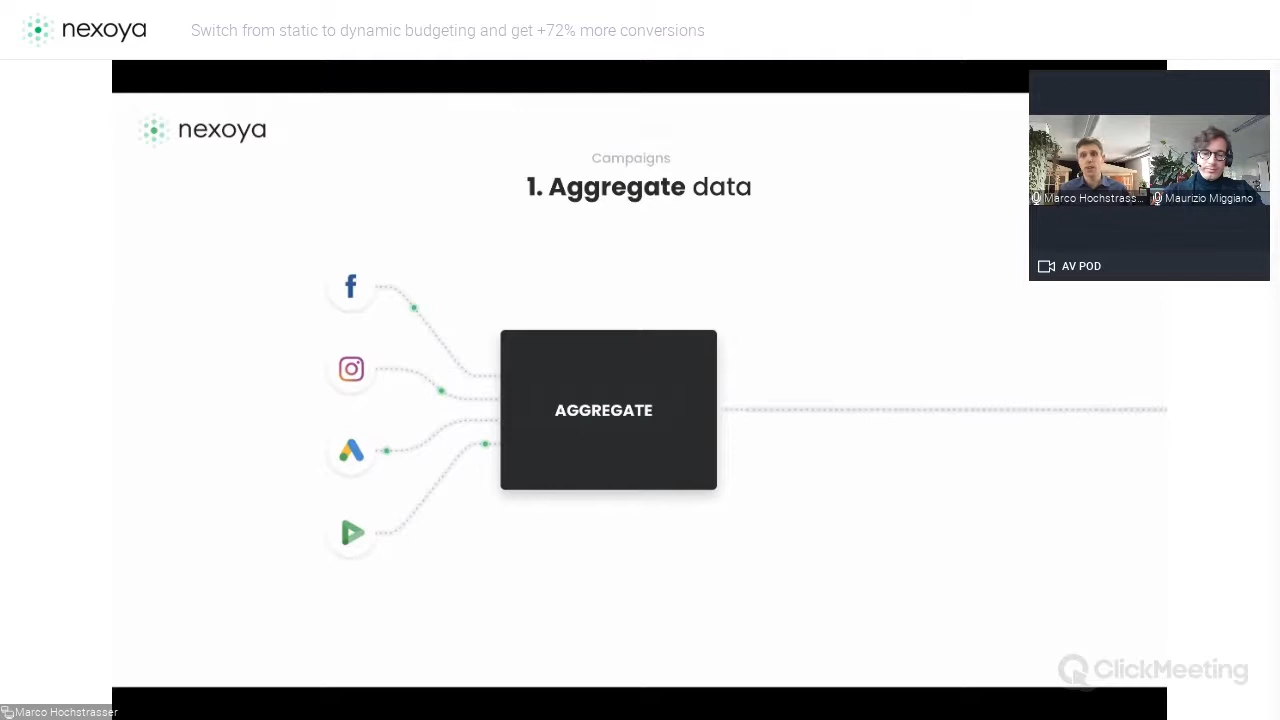 nexoya
Switch from static to dynamic budgeting and get +72% more conversions
nexoya
Campaigns
1. Aggregate data
AGGREGATE
Marco Hochstrass...
Maurizio Miggiano
AV POD
ClickMeeting
Marco Hochstrasser